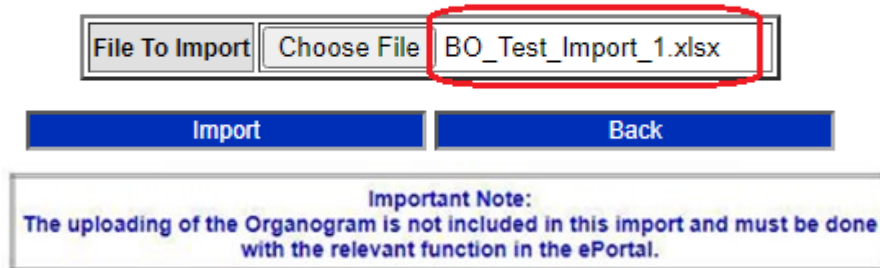 File To Import Choose File BO_Test_Import_1.xlsx
Import Back
Important Note:
The uploading of the Organogram is not included in this import and must be done
with the relevant function in the ePortal.